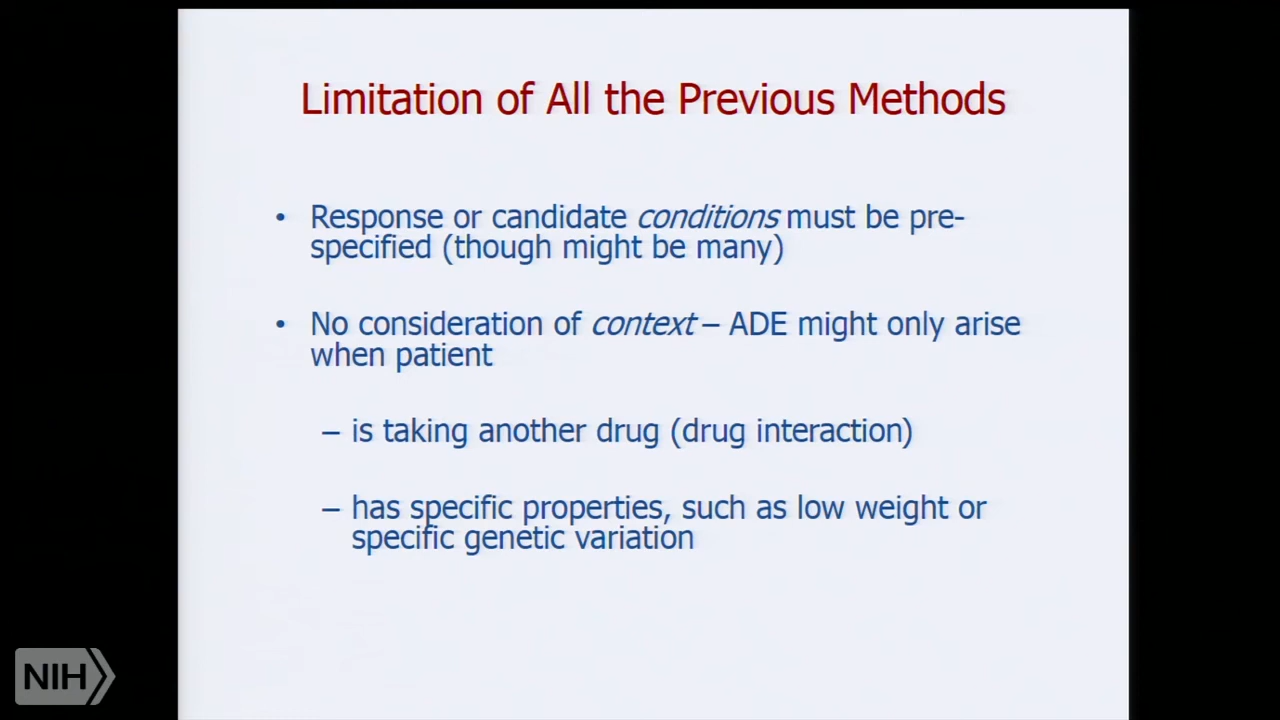 Limitation of All the Previous Methods
• Response or candidate conditions must be pre-
specified (though might be many)
• No consideration of context – ADE might only arise
when patient
– is taking another drug (drug interaction)
– has specific properties, such as low weight or
specific genetic variation
NIH